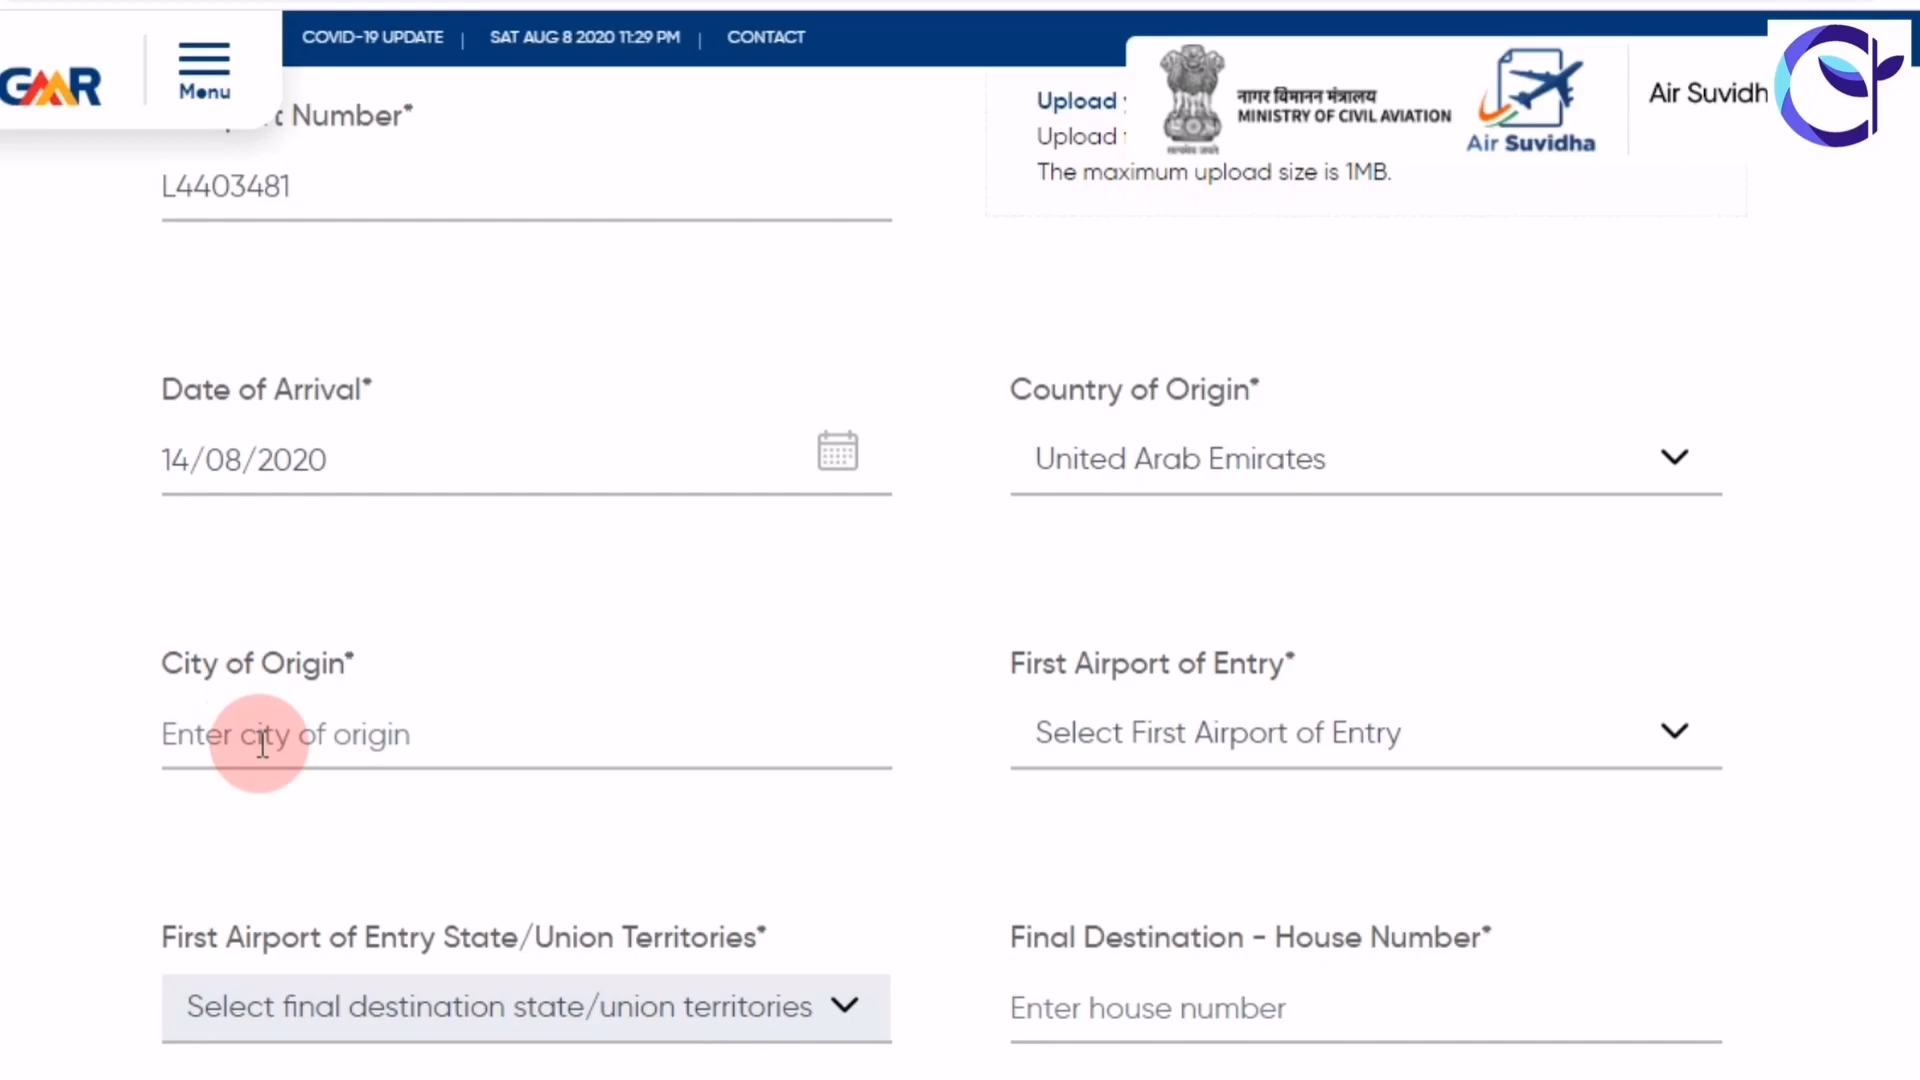 COVID-19 UPDATE | SAT AUG 8 2020 11:29 PM | CONTACT
GMR
Menu
Number*
L4403481
Upload
Upload
The maximum upload size is 1MB.
नागर विमानन मंत्रालय
MINISTRY OF CIVIL AVIATION
सत्यमेव जयते
Air Suvidha
Air Suvidh
Date of Arrival*
14/08/2020
Country of Origin*
United Arab Emirates
City of Origin*
Enter city of origin
First Airport of Entry*
Select First Airport of Entry
First Airport of Entry State/Union Territories*
Select final destination state/union territories
Final Destination - House Number*
Enter house number